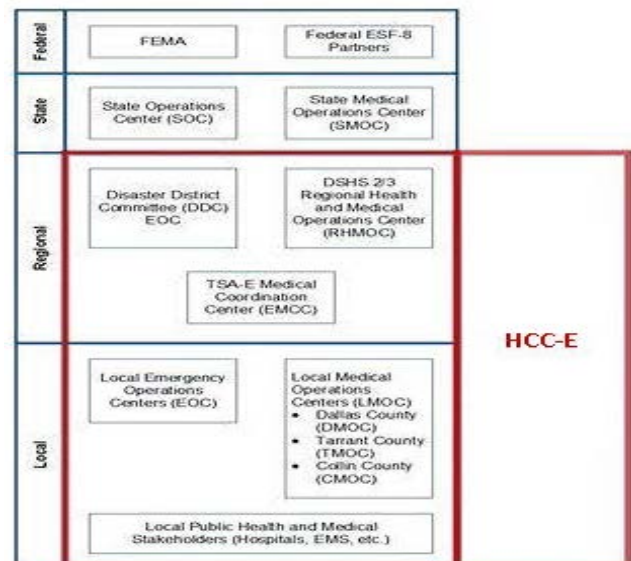 Federal
FEMA
Federal ESF-8
Partners
State
State Operations
Center (SOC)
State Medical
Operations Center
(SMOC)
Regional
Disaster District
Committee (DDC)
EOC
DSHS 2/3
Regional Health
and Medical
Operations Center
(RHMOC)
TSA-E Medical
Coordination
Center (EMCC)
HCC-E
Local
Local Emergency
Operations
Centers (EOC)
Local Medical
Operations
Centers (LMOC)
• Dallas County
(DMOC)
• Tarrant County
(TMOC)
• Collin County
(CMOC)
Local Public Health and Medical
Stakeholders (Hospitals, EMS, etc.)